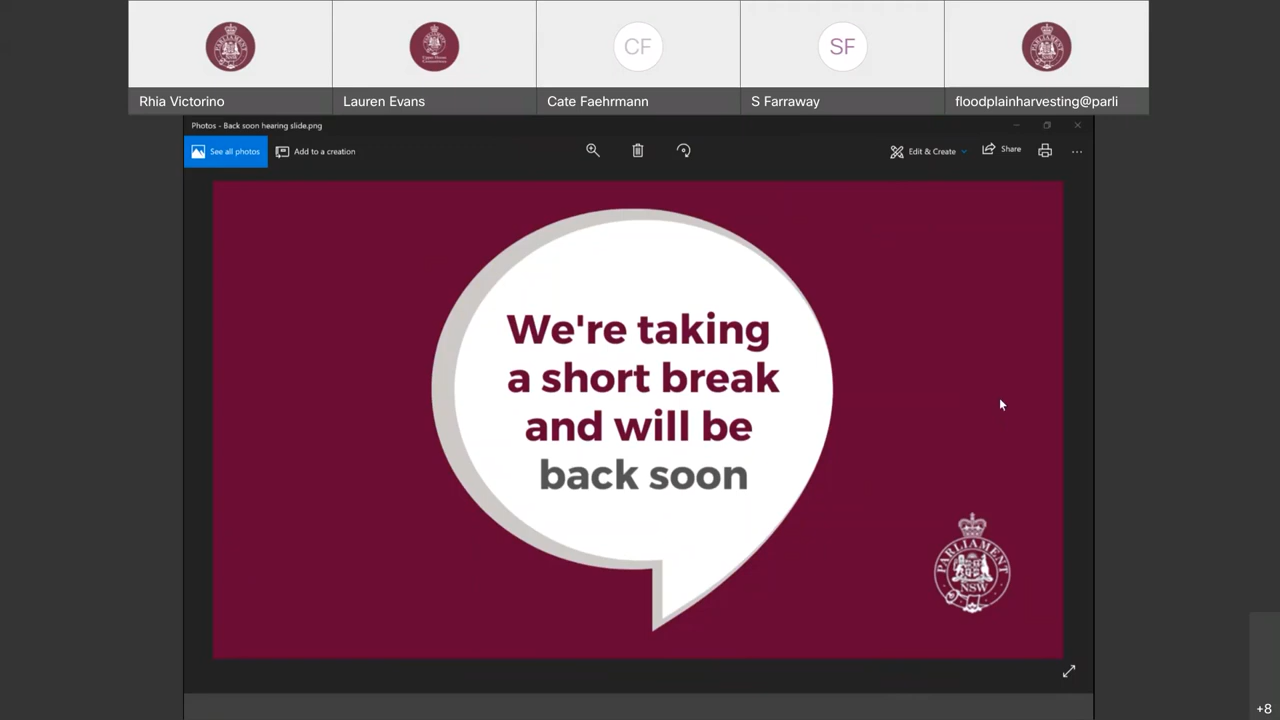 CF
SF
Rhia Victorino
Lauren Evans
Cate Faehrmann
S Farraway
floodplainharvesting@parli
Photos - Back soon hearing slide.png
See all photos
Add to a creation
Edit & Create
Share
We're taking
a short break
and will be
back soon
PARLIAMENT
NSW
+8